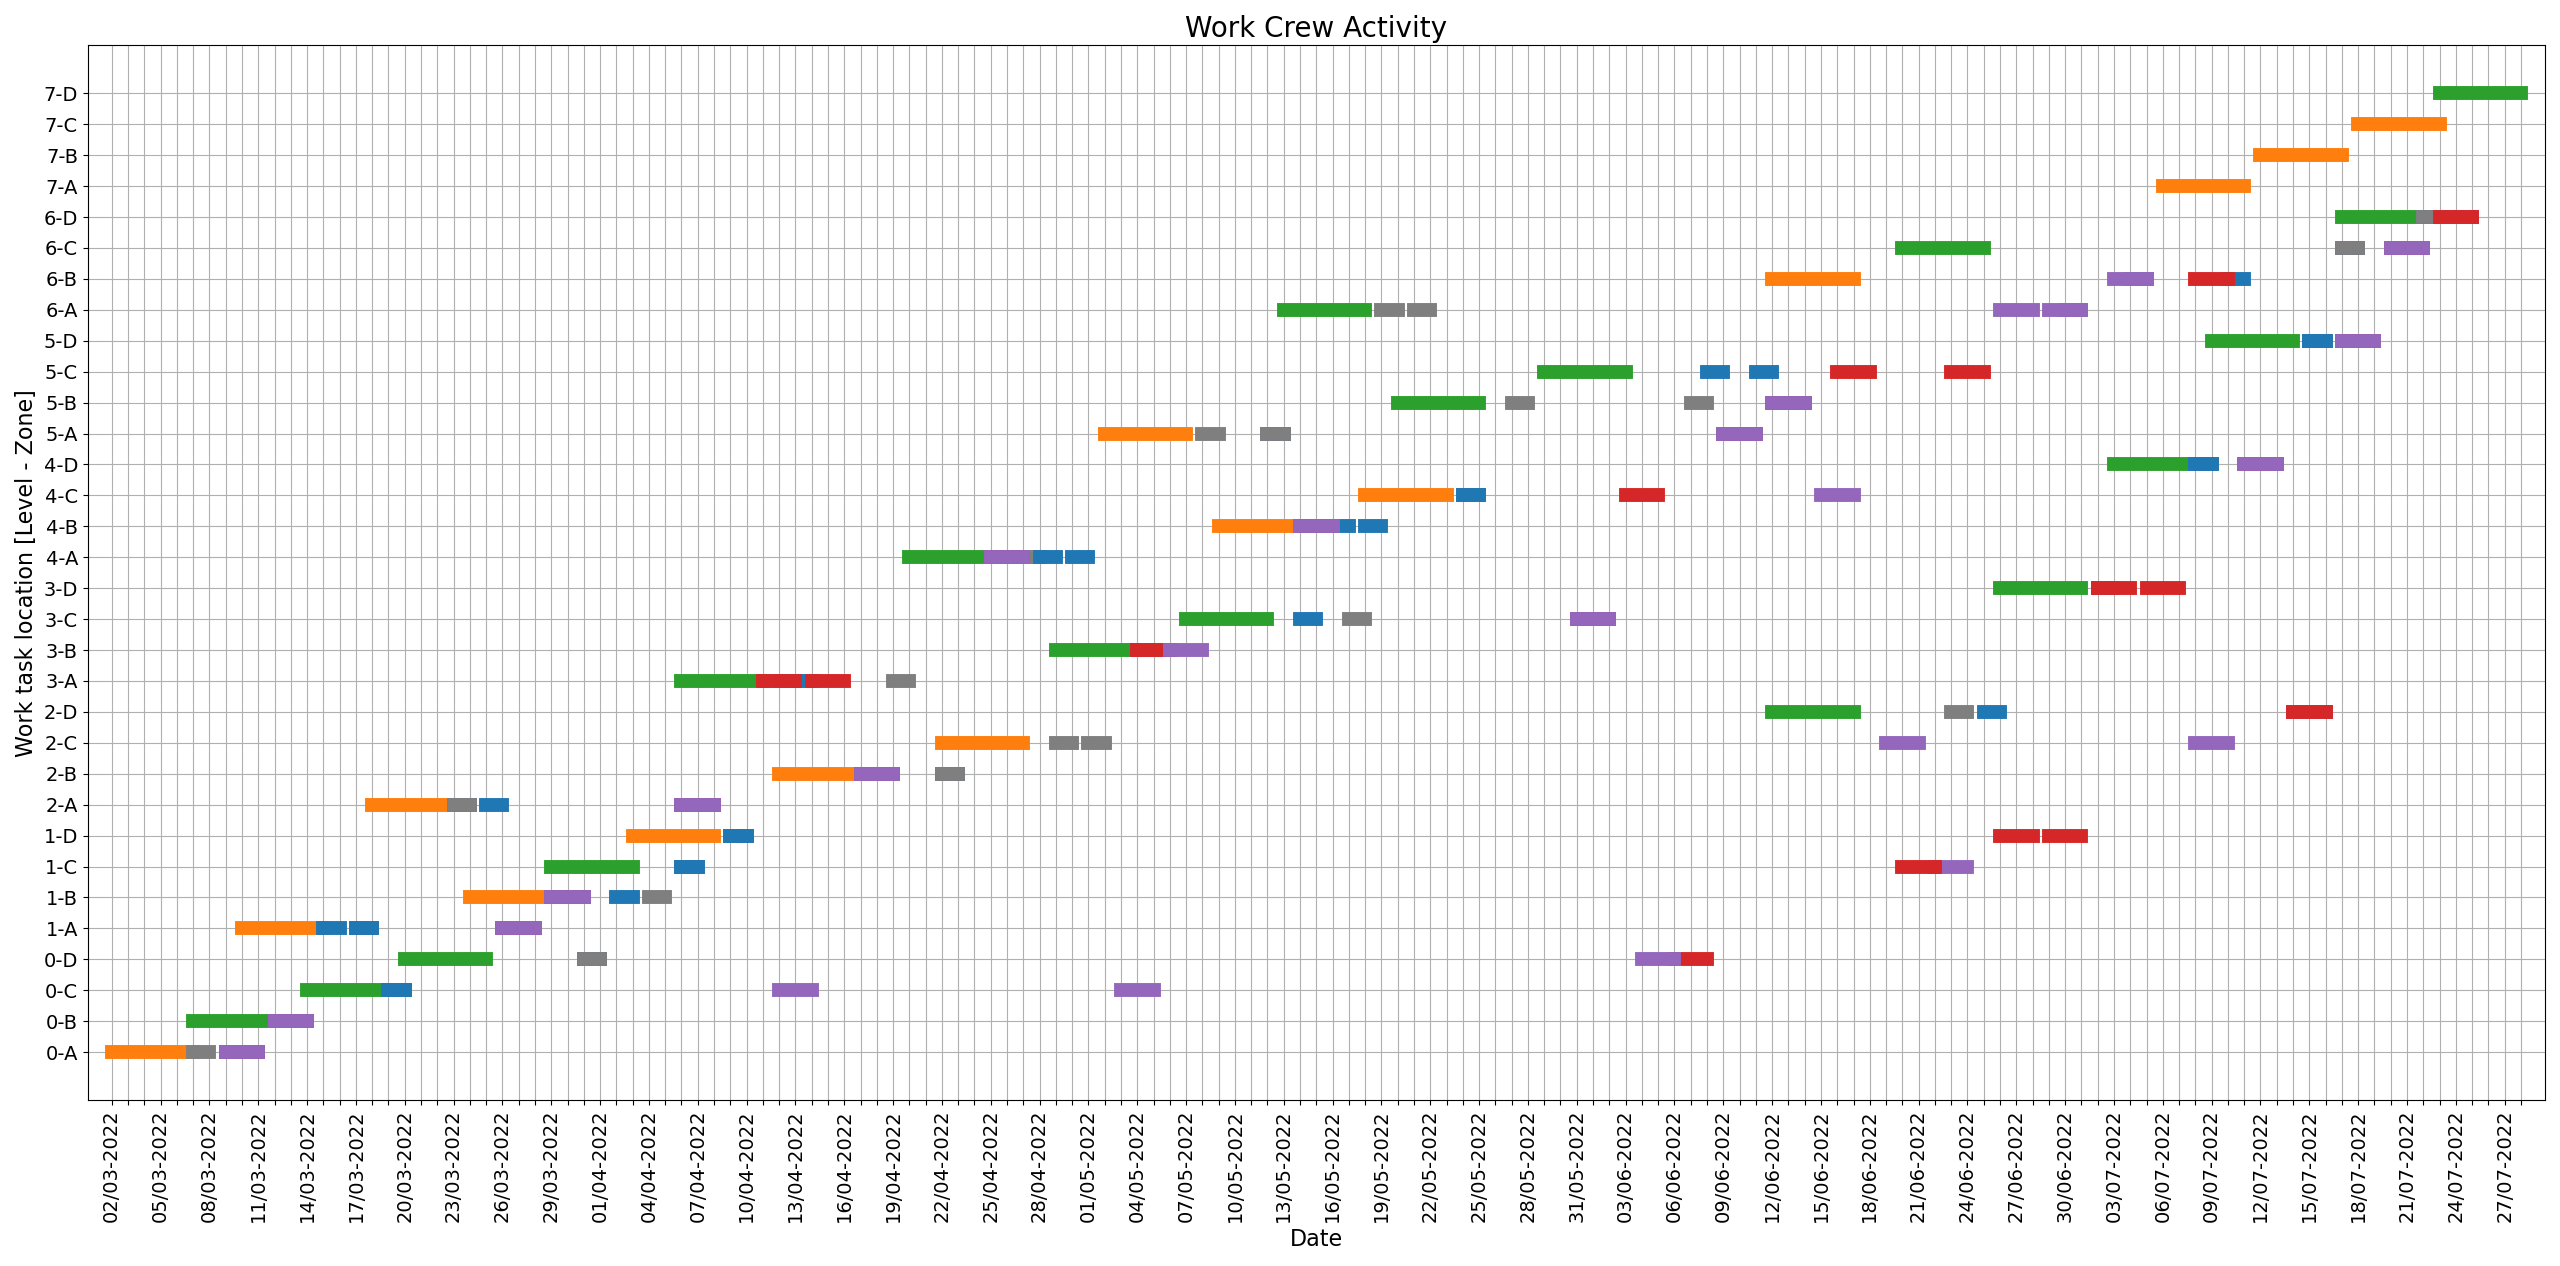 Work Crew Activity
Work task location [Level - Zone]
7-D
7-C
7-B
7-A
6-D
6-C
6-B
6-A
5-D
5-C
5-B
5-A
4-D
4-C
4-B
4-A
3-D
3-C
3-B
3-A
2-D
2-C
2-B
2-A
1-D
1-C
1-B
1-A
0-D
0-C
0-B
0-A
02/03-2022
05/03-2022
08/03-2022
11/03-2022
14/03-2022
17/03-2022
20/03-2022
23/03-2022
26/03-2022
29/03-2022
01/04-2022
04/04-2022
07/04-2022
10/04-2022
13/04-2022
16/04-2022
19/04-2022
22/04-2022
25/04-2022
28/04-2022
01/05-2022
04/05-2022
07/05-2022
10/05-2022
13/05-2022
16/05-2022
19/05-2022
22/05-2022
25/05-2022
28/05-2022
31/05-2022
03/06-2022
06/06-2022
09/06-2022
12/06-2022
15/06-2022
18/06-2022
21/06-2022
24/06-2022
27/06-2022
30/06-2022
03/07-2022
06/07-2022
09/07-2022
12/07-2022
15/07-2022
18/07-2022
21/07-2022
24/07-2022
27/07-2022
Date